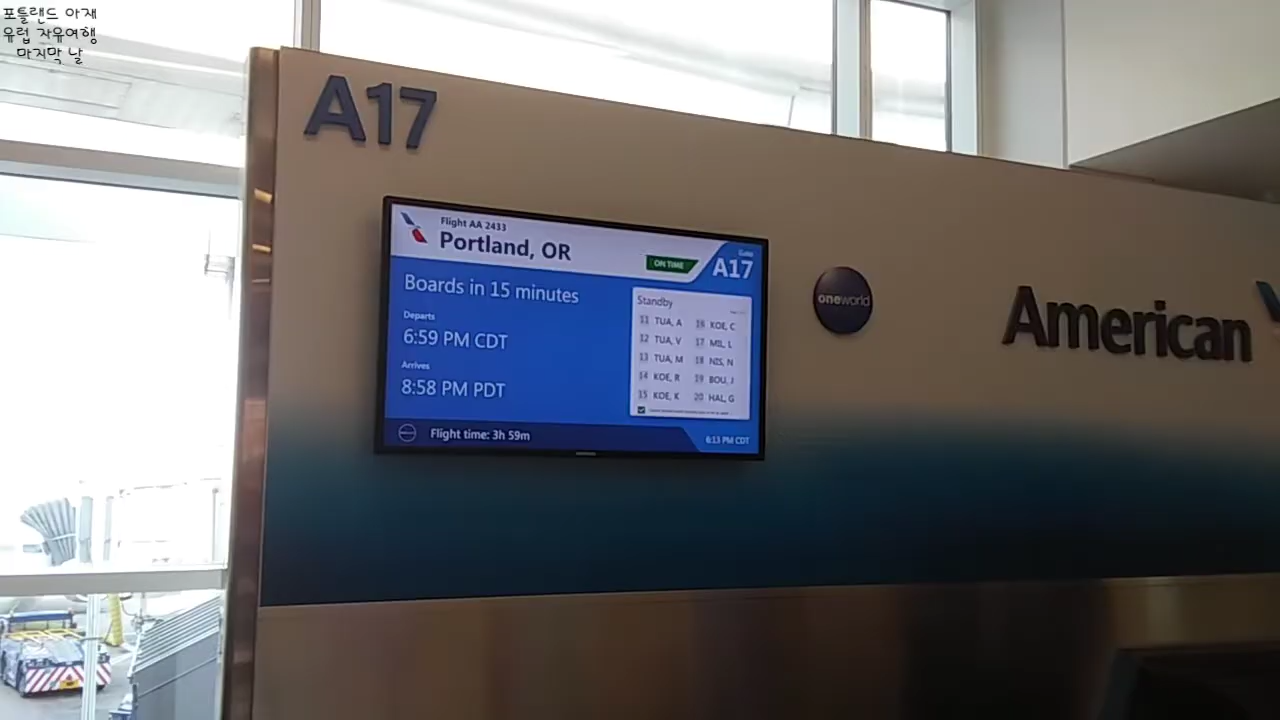 포틀랜드 아재
유럽 자유여행
마지막 날
A17
Flight AA 2433
Portland, OR
ON TIME
Gate
A17
Boards in 15 minutes
Departs
6:59 PM CDT
Arrives
8:58 PM PDT
Standby
11 TUA, A
12 TUA, V
13 TUA, M
14 KOE, R
15 KOE, K
16 KOE, C
17 MIL, L
18 NIS, N
19 BOU, J
20 HAL, G
Flight time: 3h 59m
6:13 PM CDT
oneworld
American